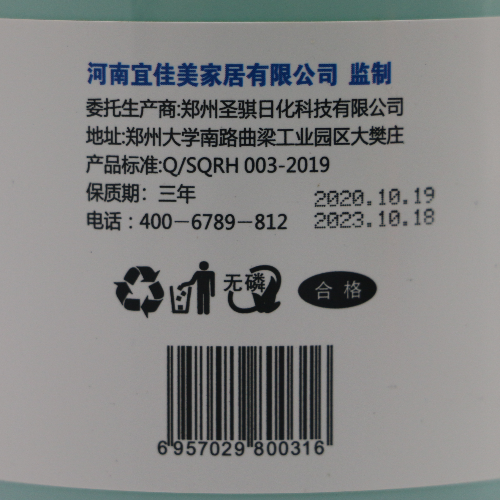 河南宜佳美家居有限公司 监制
委托生产商:郑州圣骐日化科技有限公司
地址:郑州大学南路曲梁工业园区大樊庄
产品标准:Q/SQRH 003-2019
保质期：三年
2020.10.19
电话：400－6789－812
2023.10.18
无磷
合格
6957029800316